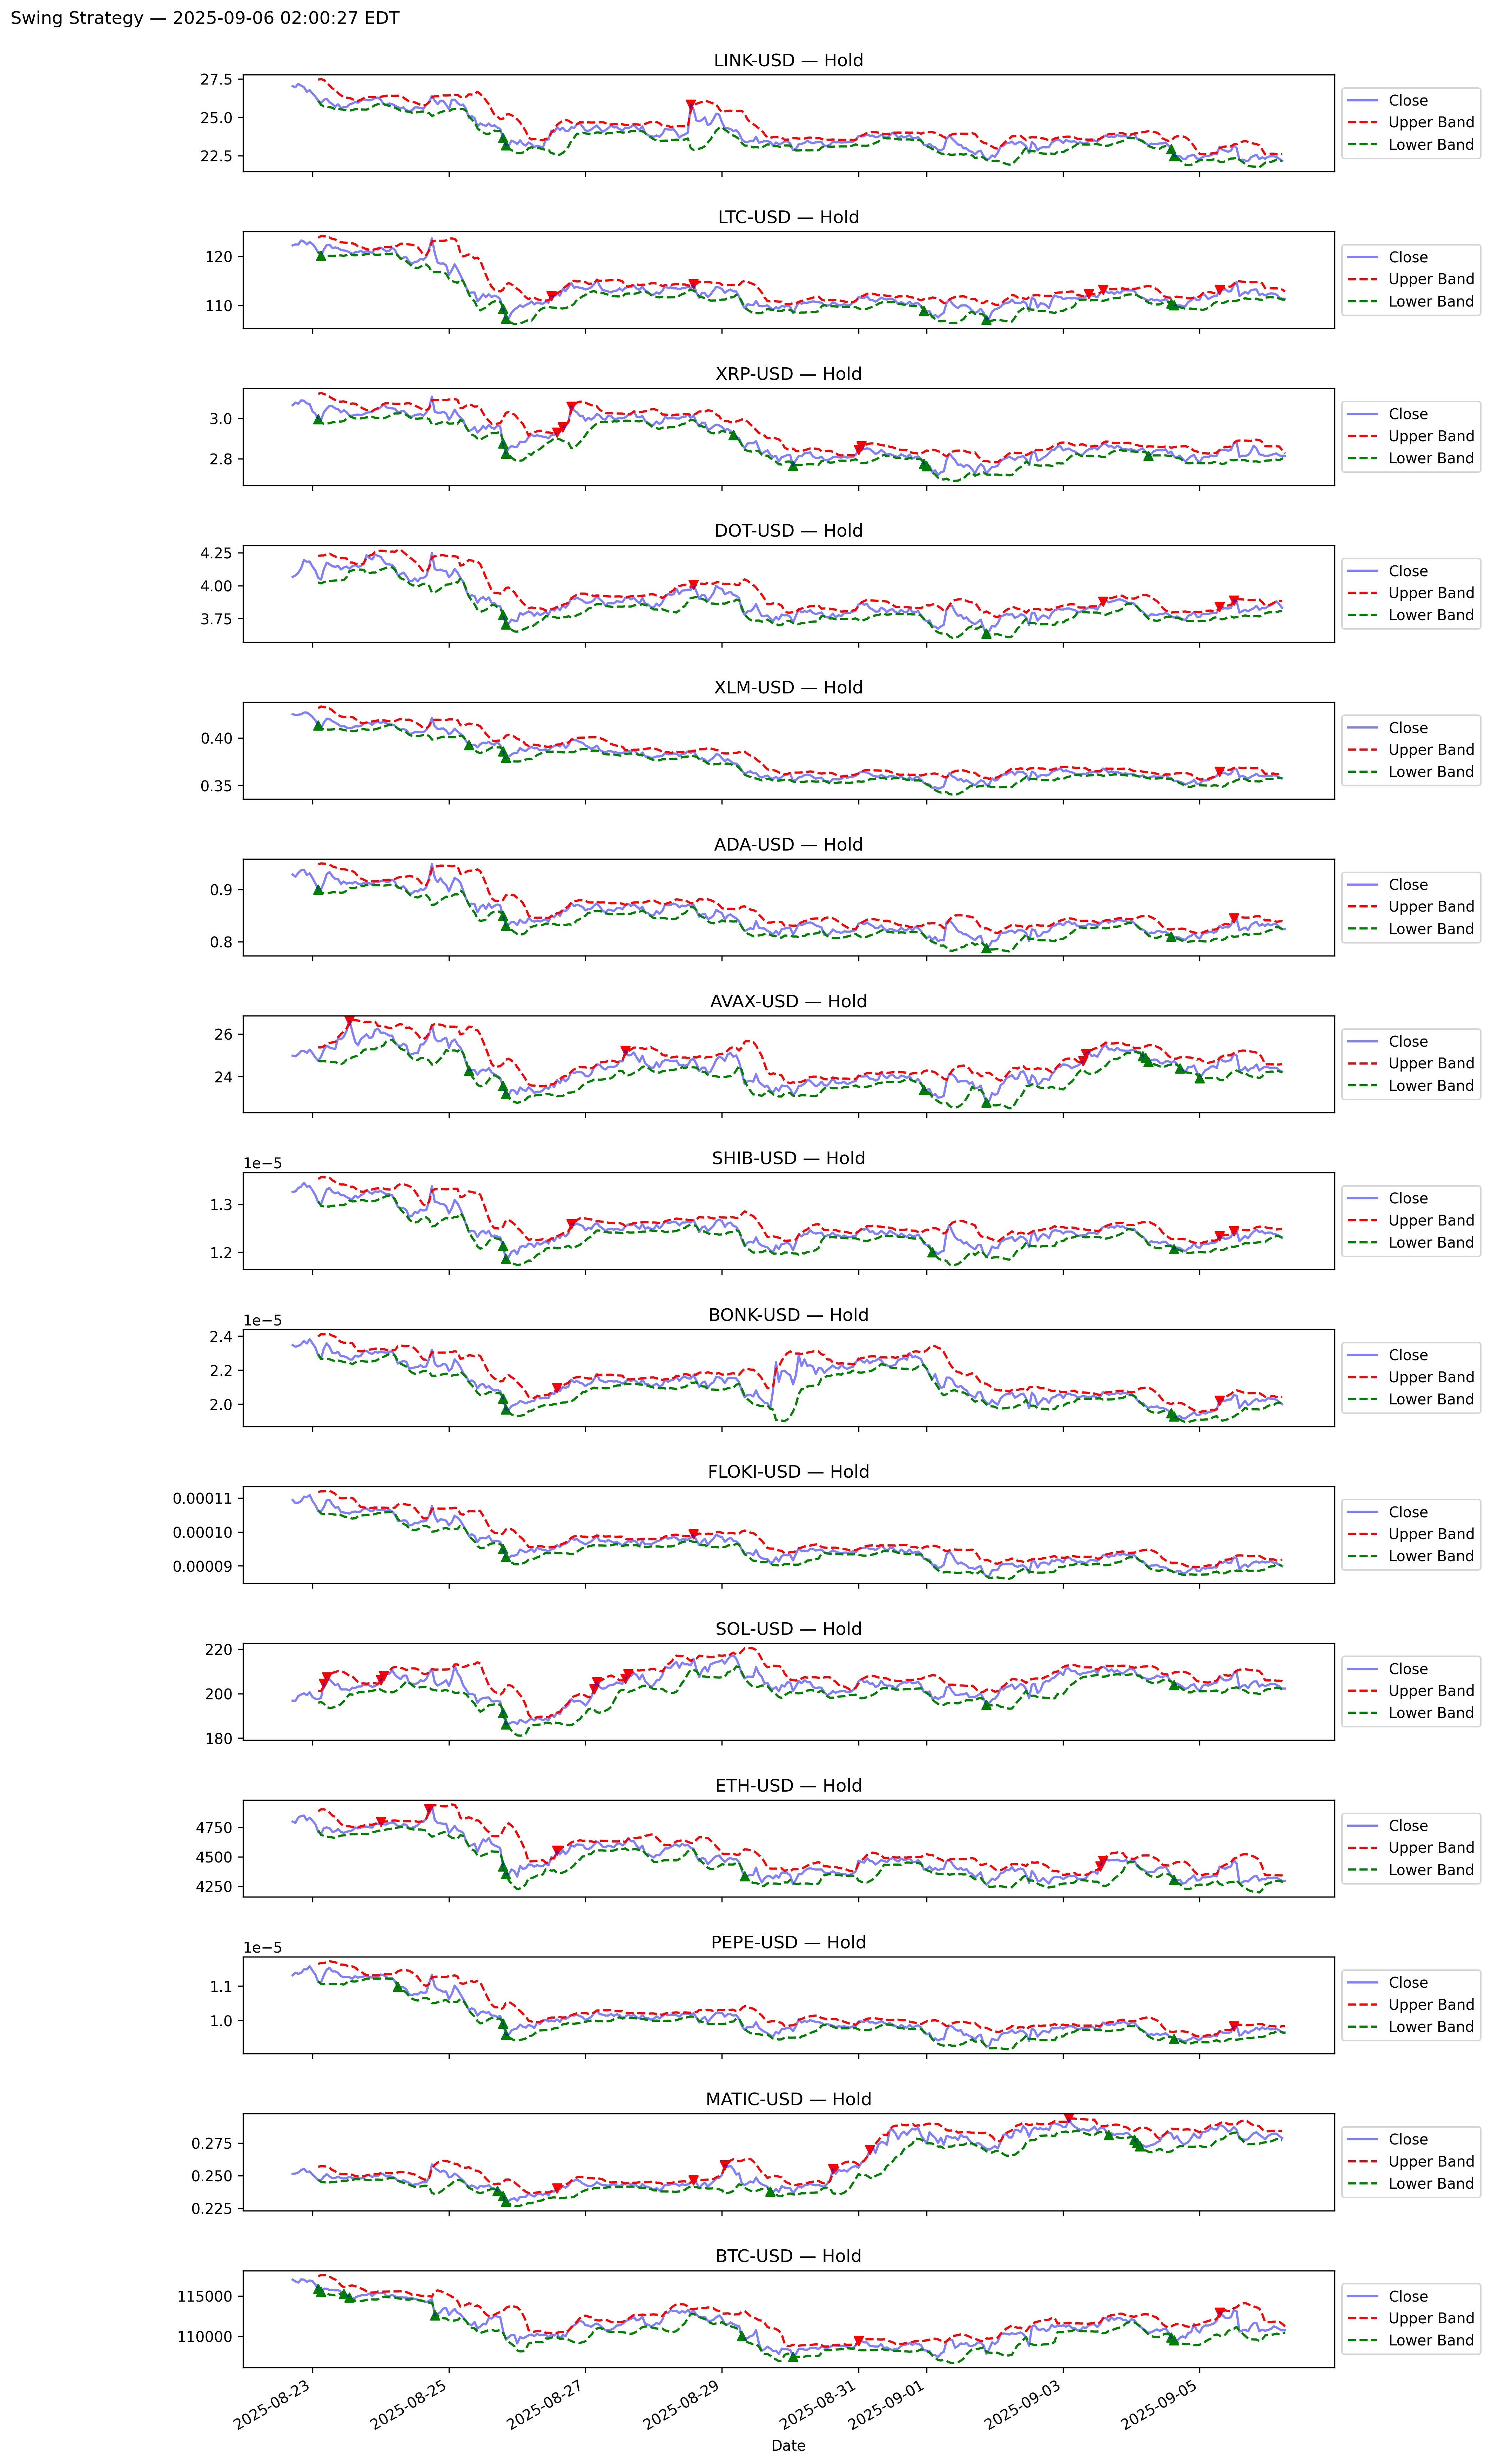 Swing Strategy — 2025-09-06 02:00:27 EDT
LINK-USD — Hold
27.5
25.0
22.5
Close
Upper Band
Lower Band
LTC-USD — Hold
120
110
Close
Upper Band
Lower Band
XRP-USD — Hold
3.0
2.8
Close
Upper Band
Lower Band
DOT-USD — Hold
4.25
4.00
3.75
Close
Upper Band
Lower Band
XLM-USD — Hold
0.40
0.35
Close
Upper Band
Lower Band
ADA-USD — Hold
0.9
0.8
Close
Upper Band
Lower Band
AVAX-USD — Hold
26
24
Close
Upper Band
Lower Band
SHIB-USD — Hold
1e−5
1.3
1.2
Close
Upper Band
Lower Band
BONK-USD — Hold
1e−5
2.4
2.2
2.0
Close
Upper Band
Lower Band
FLOKI-USD — Hold
0.00011
0.00010
0.00009
Close
Upper Band
Lower Band
SOL-USD — Hold
220
200
180
Close
Upper Band
Lower Band
ETH-USD — Hold
4750
4500
4250
Close
Upper Band
Lower Band
PEPE-USD — Hold
1e−5
1.1
1.0
Close
Upper Band
Lower Band
MATIC-USD — Hold
0.275
0.250
0.225
Close
Upper Band
Lower Band
BTC-USD — Hold
115000
110000
Close
Upper Band
Lower Band
2025-08-23
2025-08-25
2025-08-27
2025-08-29
2025-08-31
2025-09-01
2025-09-03
2025-09-05
Date